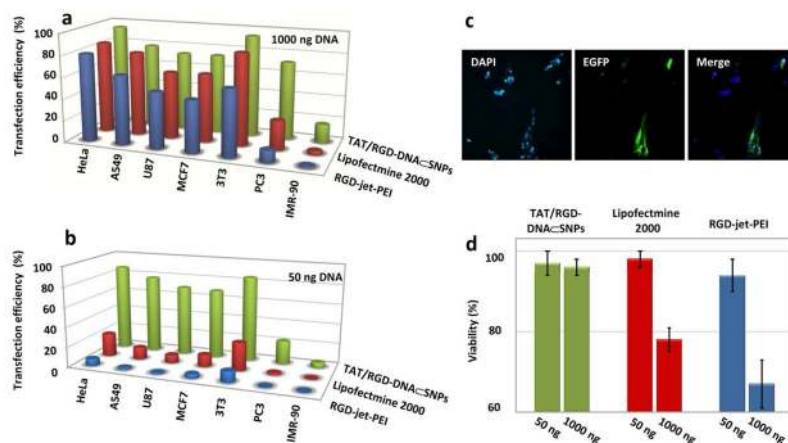 a
1000 ng DNA
Transfection efficiency (%)
100
80
60
40
20
0
HeLa
A549
U87
MCF7
3T3
PC3
IMR-90
TAT/RGD-DNA⊂SNPs
Lipofectmine 2000
RGD-jet-PEI
b
50 ng DNA
Transfection efficiency (%)
100
80
60
40
20
0
HeLa
A549
U87
MCF7
3T3
PC3
IMR-90
TAT/RGD-DNA⊂SNPs
Lipofectmine 2000
RGD-jet-PEI
c
DAPI
EGFP
Merge
d
TAT/RGD-
DNA⊂SNPs
Lipofectmine
2000
RGD-jet-PEI
Viability (%)
100
80
60
50 ng
1000 ng
50 ng
1000 ng
50 ng
1000 ng